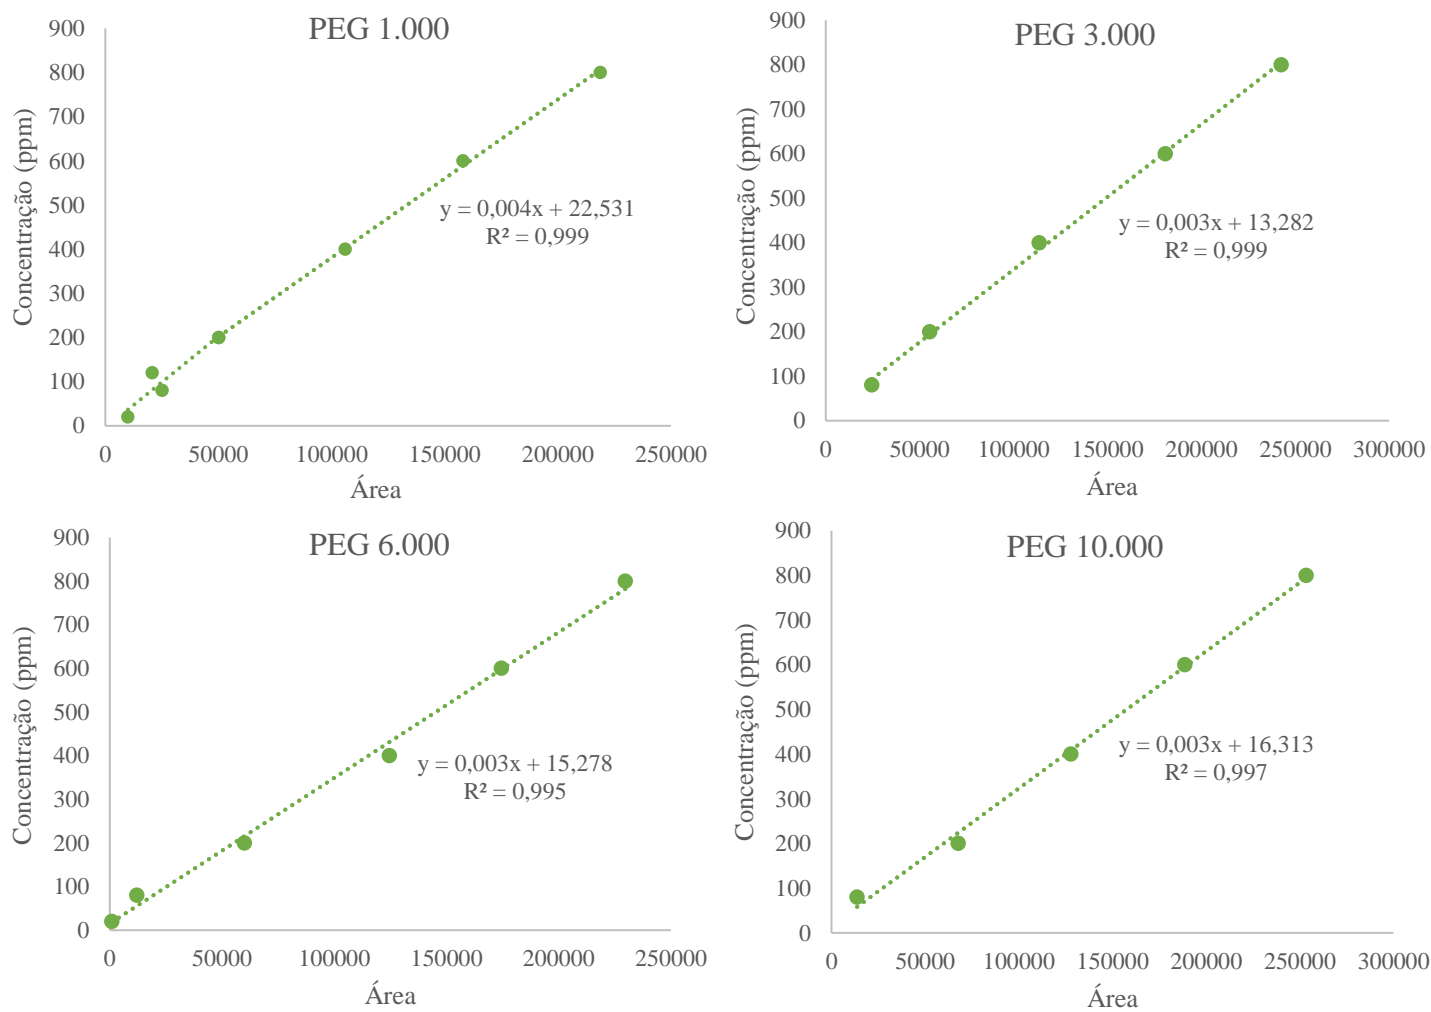 PEG 1.000
900
800
700
600
500
400
300
200
100
0
Concentração (ppm)
y = 0,004x + 22,531
R² = 0,999
0 50000 100000 150000 200000 250000
Área
PEG 3.000
900
800
700
600
500
400
300
200
100
0
Concentração (ppm)
y = 0,003x + 13,282
R² = 0,999
0 50000 100000 150000 200000 250000 300000
Área
PEG 6.000
900
800
700
600
500
400
300
200
100
0
Concentração (ppm)
y = 0,003x + 15,278
R² = 0,995
0 50000 100000 150000 200000 250000
Área
PEG 10.000
900
800
700
600
500
400
300
200
100
0
Concentração (ppm)
y = 0,003x + 16,313
R² = 0,997
0 50000 100000 150000 200000 250000 300000
Área